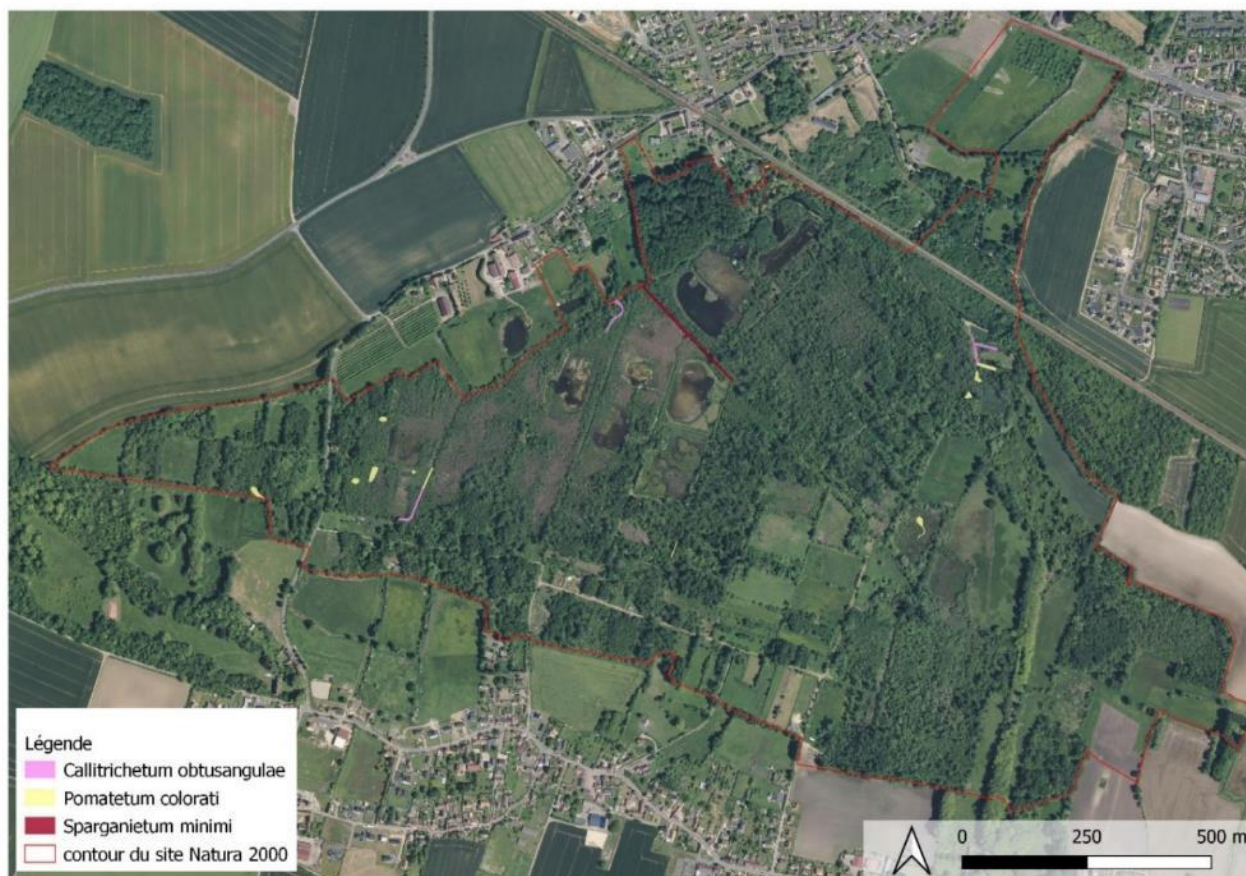 Légende
Callitrichetum obtusangulae
Pomatetum colorati
Sparganietum minimi
contour du site Natura 2000
0 250 500 m